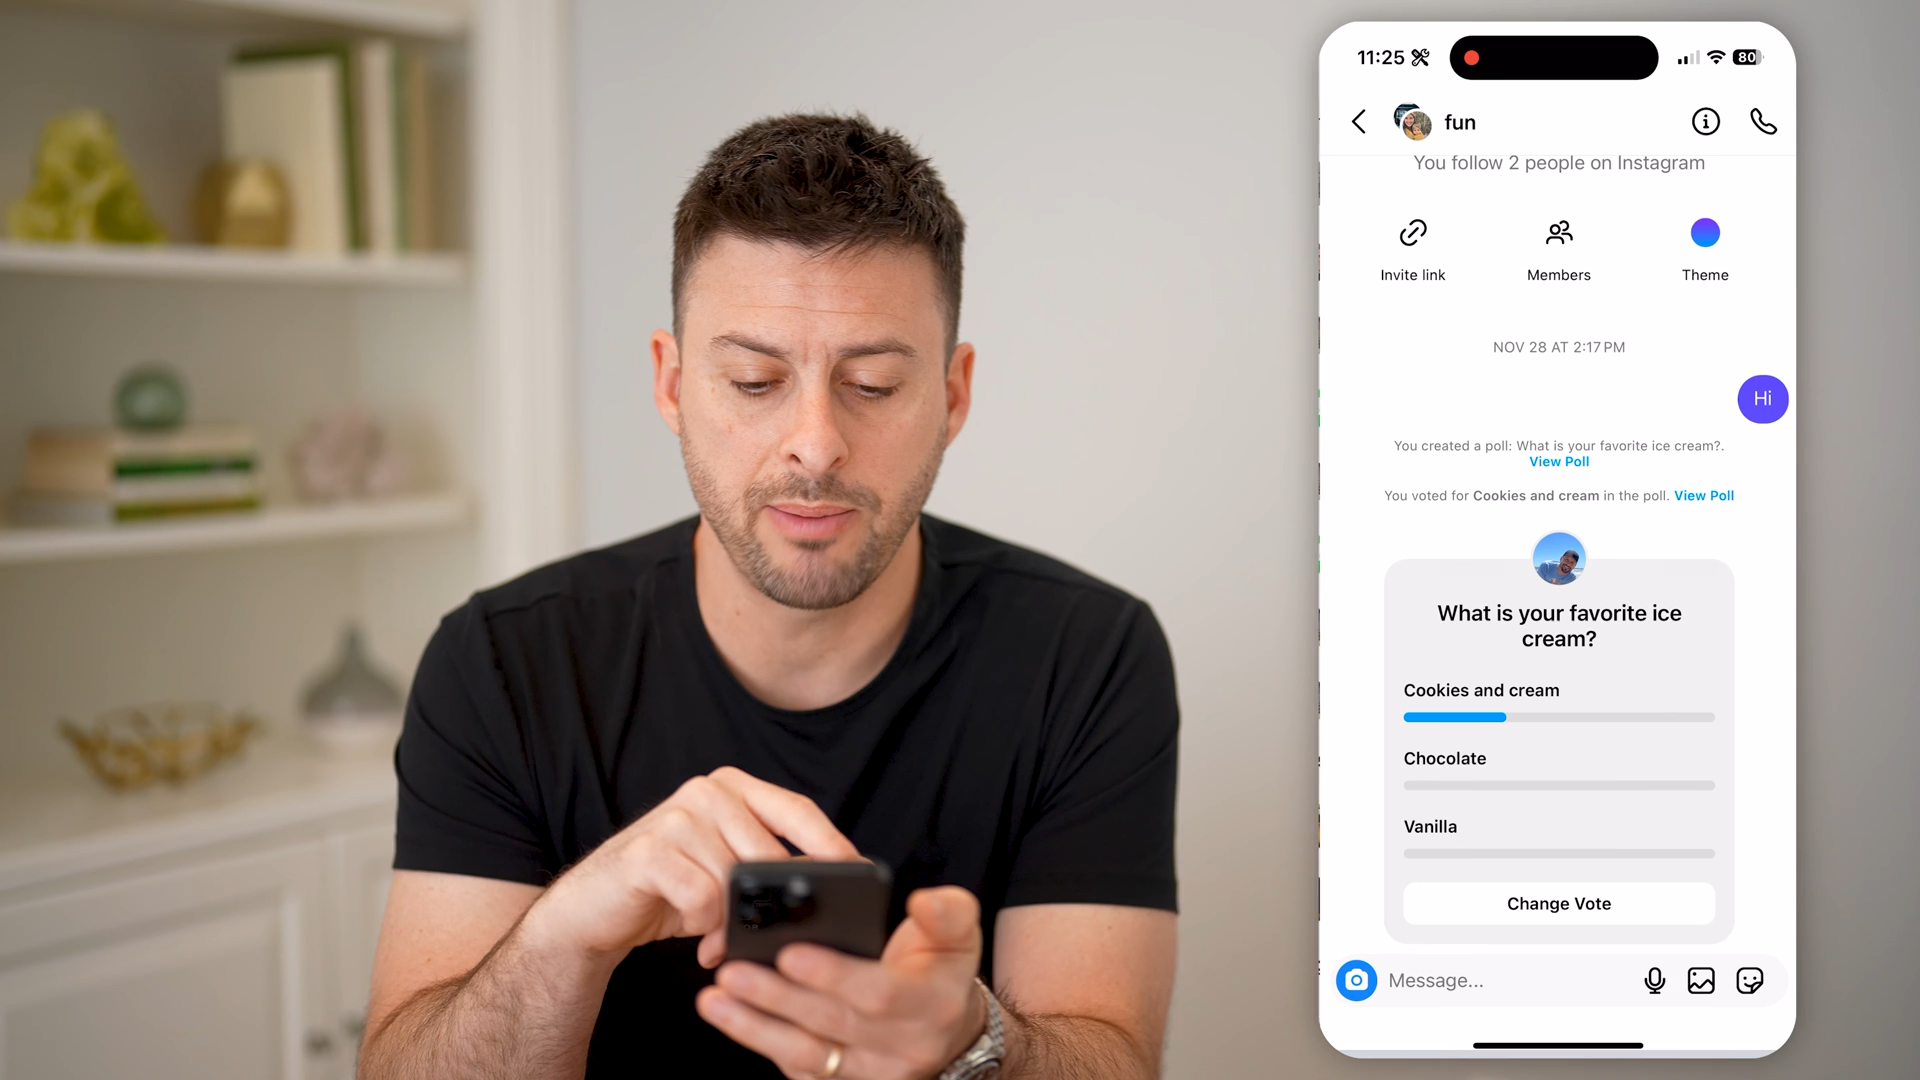 11:25
80
fun
You follow 2 people on Instagram
Invite link
Members
Theme
NOV 28 AT 2:17 PM
Hi
You created a poll: What is your favorite ice cream?.
View Poll
You voted for Cookies and cream in the poll. View Poll
What is your favorite ice
cream?
Cookies and cream
Chocolate
Vanilla
Change Vote
Message...